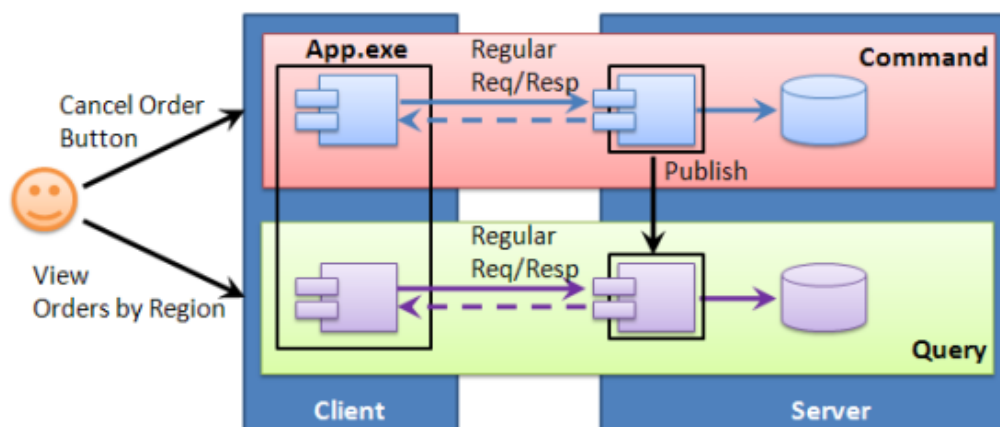 App.exe
Regular
Req/Resp
Command
Cancel Order
Button
Publish
View
Orders by Region
Regular
Req/Resp
Query
Client
Server